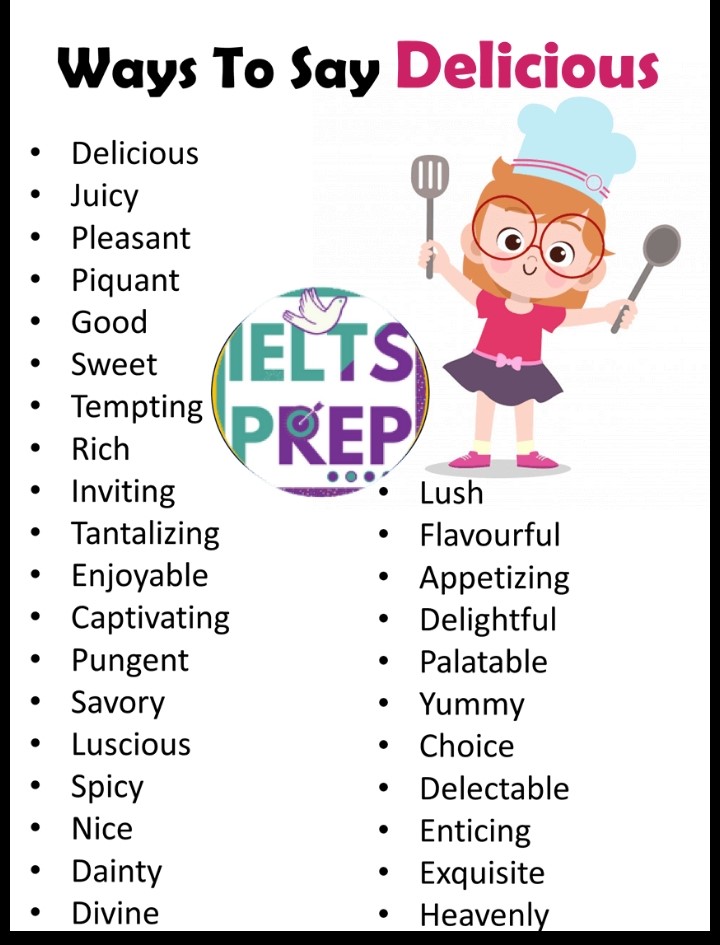 Ways To Say Delicious
• Delicious
• Juicy
• Pleasant
• Piquant
• Good
• Sweet
• Tempting
• Rich
• Inviting
• Tantalizing
• Enjoyable
• Captivating
• Pungent
• Savory
• Luscious
• Spicy
• Nice
• Dainty
• Divine
IELTS
PREP
• Lush
• Flavourful
• Appetizing
• Delightful
• Palatable
• Yummy
• Choice
• Delectable
• Enticing
• Exquisite
• Heavenly